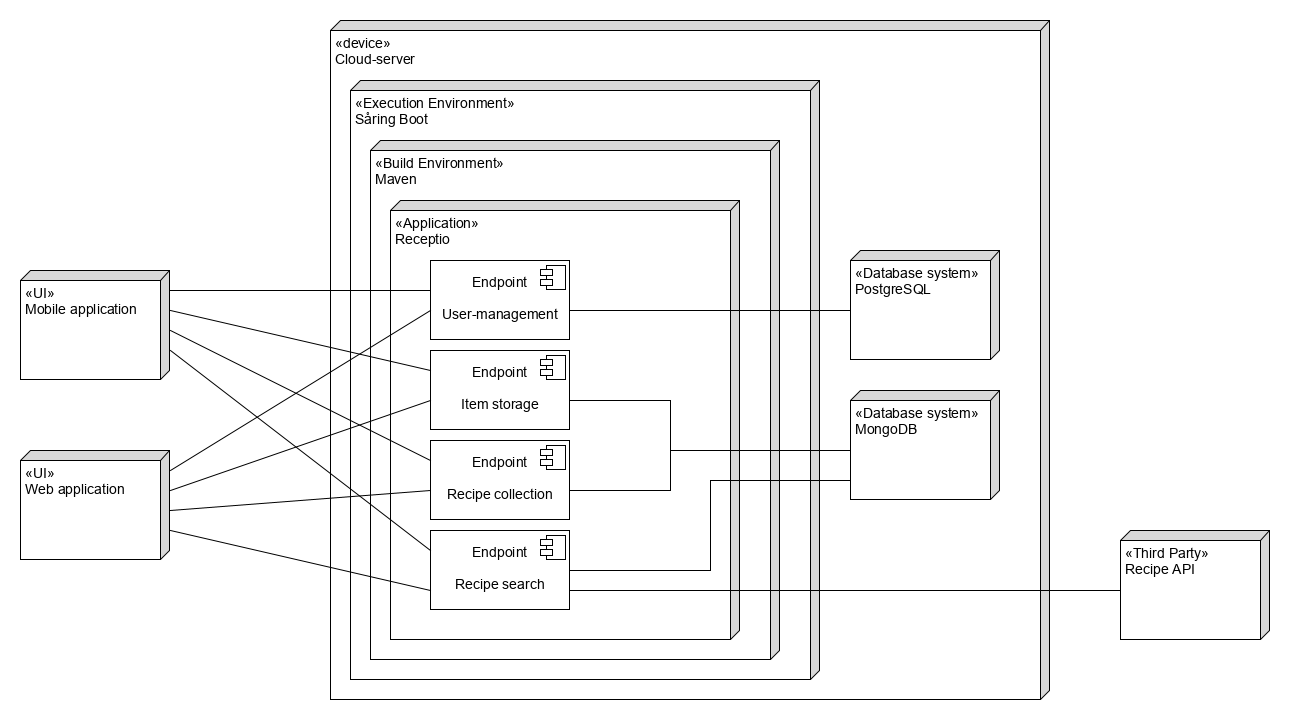 «device»
Cloud-server
«Execution Environment»
Såring Boot
«Build Environment»
Maven
«Application»
Receptio
Endpoint
User-management
Endpoint
Item storage
Endpoint
Recipe collection
Endpoint
Recipe search
«UI»
Mobile application
«UI»
Web application
«Database system»
PostgreSQL
«Database system»
MongoDB
«Third Party»
Recipe API